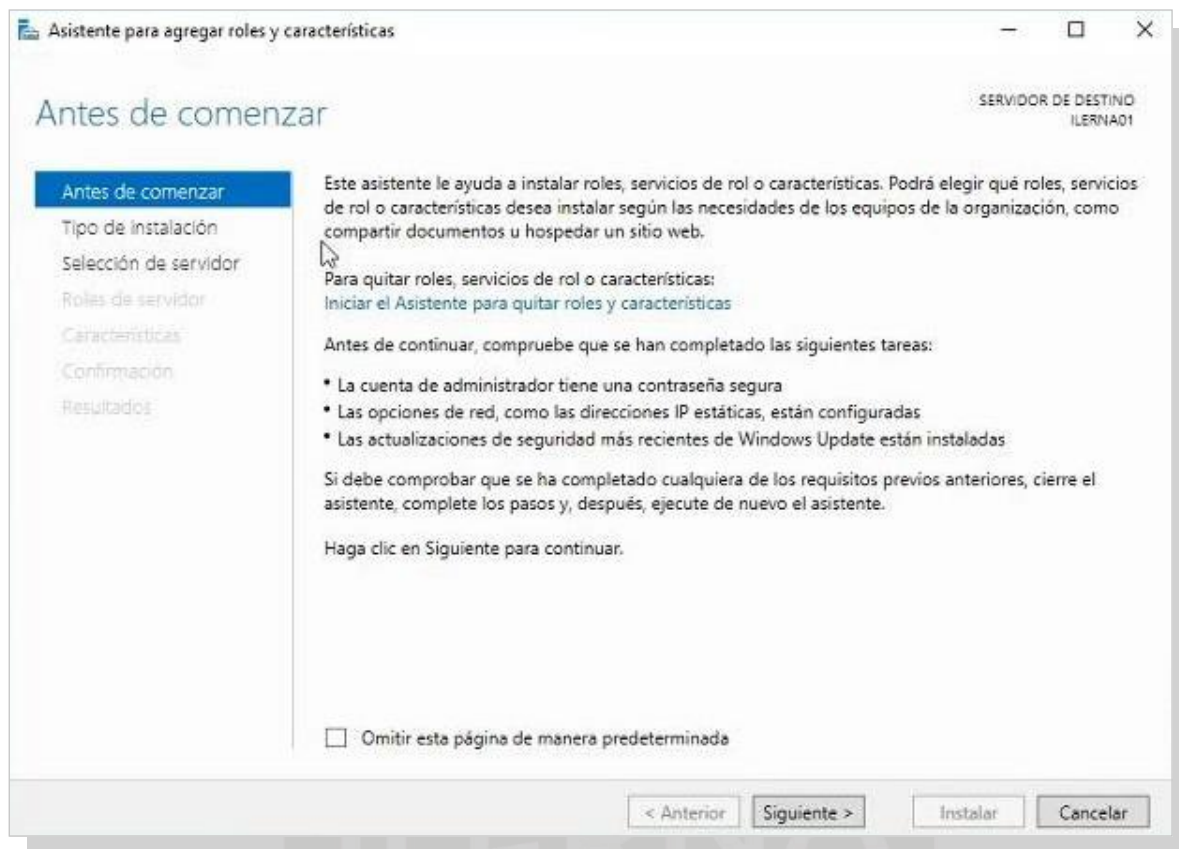 Asistente para agregar roles y características
Antes de comenzar
SERVIDOR DE DESTINO
ILERNA01
Antes de comenzar
Tipo de instalación
Selección de servidor
Roles de servidor
Características
Confirmación
Resultados
Este asistente le ayuda a instalar roles, servicios de rol o características. Podrá elegir qué roles, servicios
de rol o características desea instalar según las necesidades de los equipos de la organización, como
compartir documentos u hospedar un sitio web.
Para quitar roles, servicios de rol o características:
Iniciar el Asistente para quitar roles y características
Antes de continuar, compruebe que se han completado las siguientes tareas:
• La cuenta de administrador tiene una contraseña segura
• Las opciones de red, como las direcciones IP estáticas, están configuradas
• Las actualizaciones de seguridad más recientes de Windows Update están instaladas
Si debe comprobar que se ha completado cualquiera de los requisitos previos anteriores, cierre el
asistente, complete los pasos y, después, ejecute de nuevo el asistente.
Haga clic en Siguiente para continuar.
Omitir esta página de manera predeterminada
< Anterior Siguiente > Instalar Cancelar